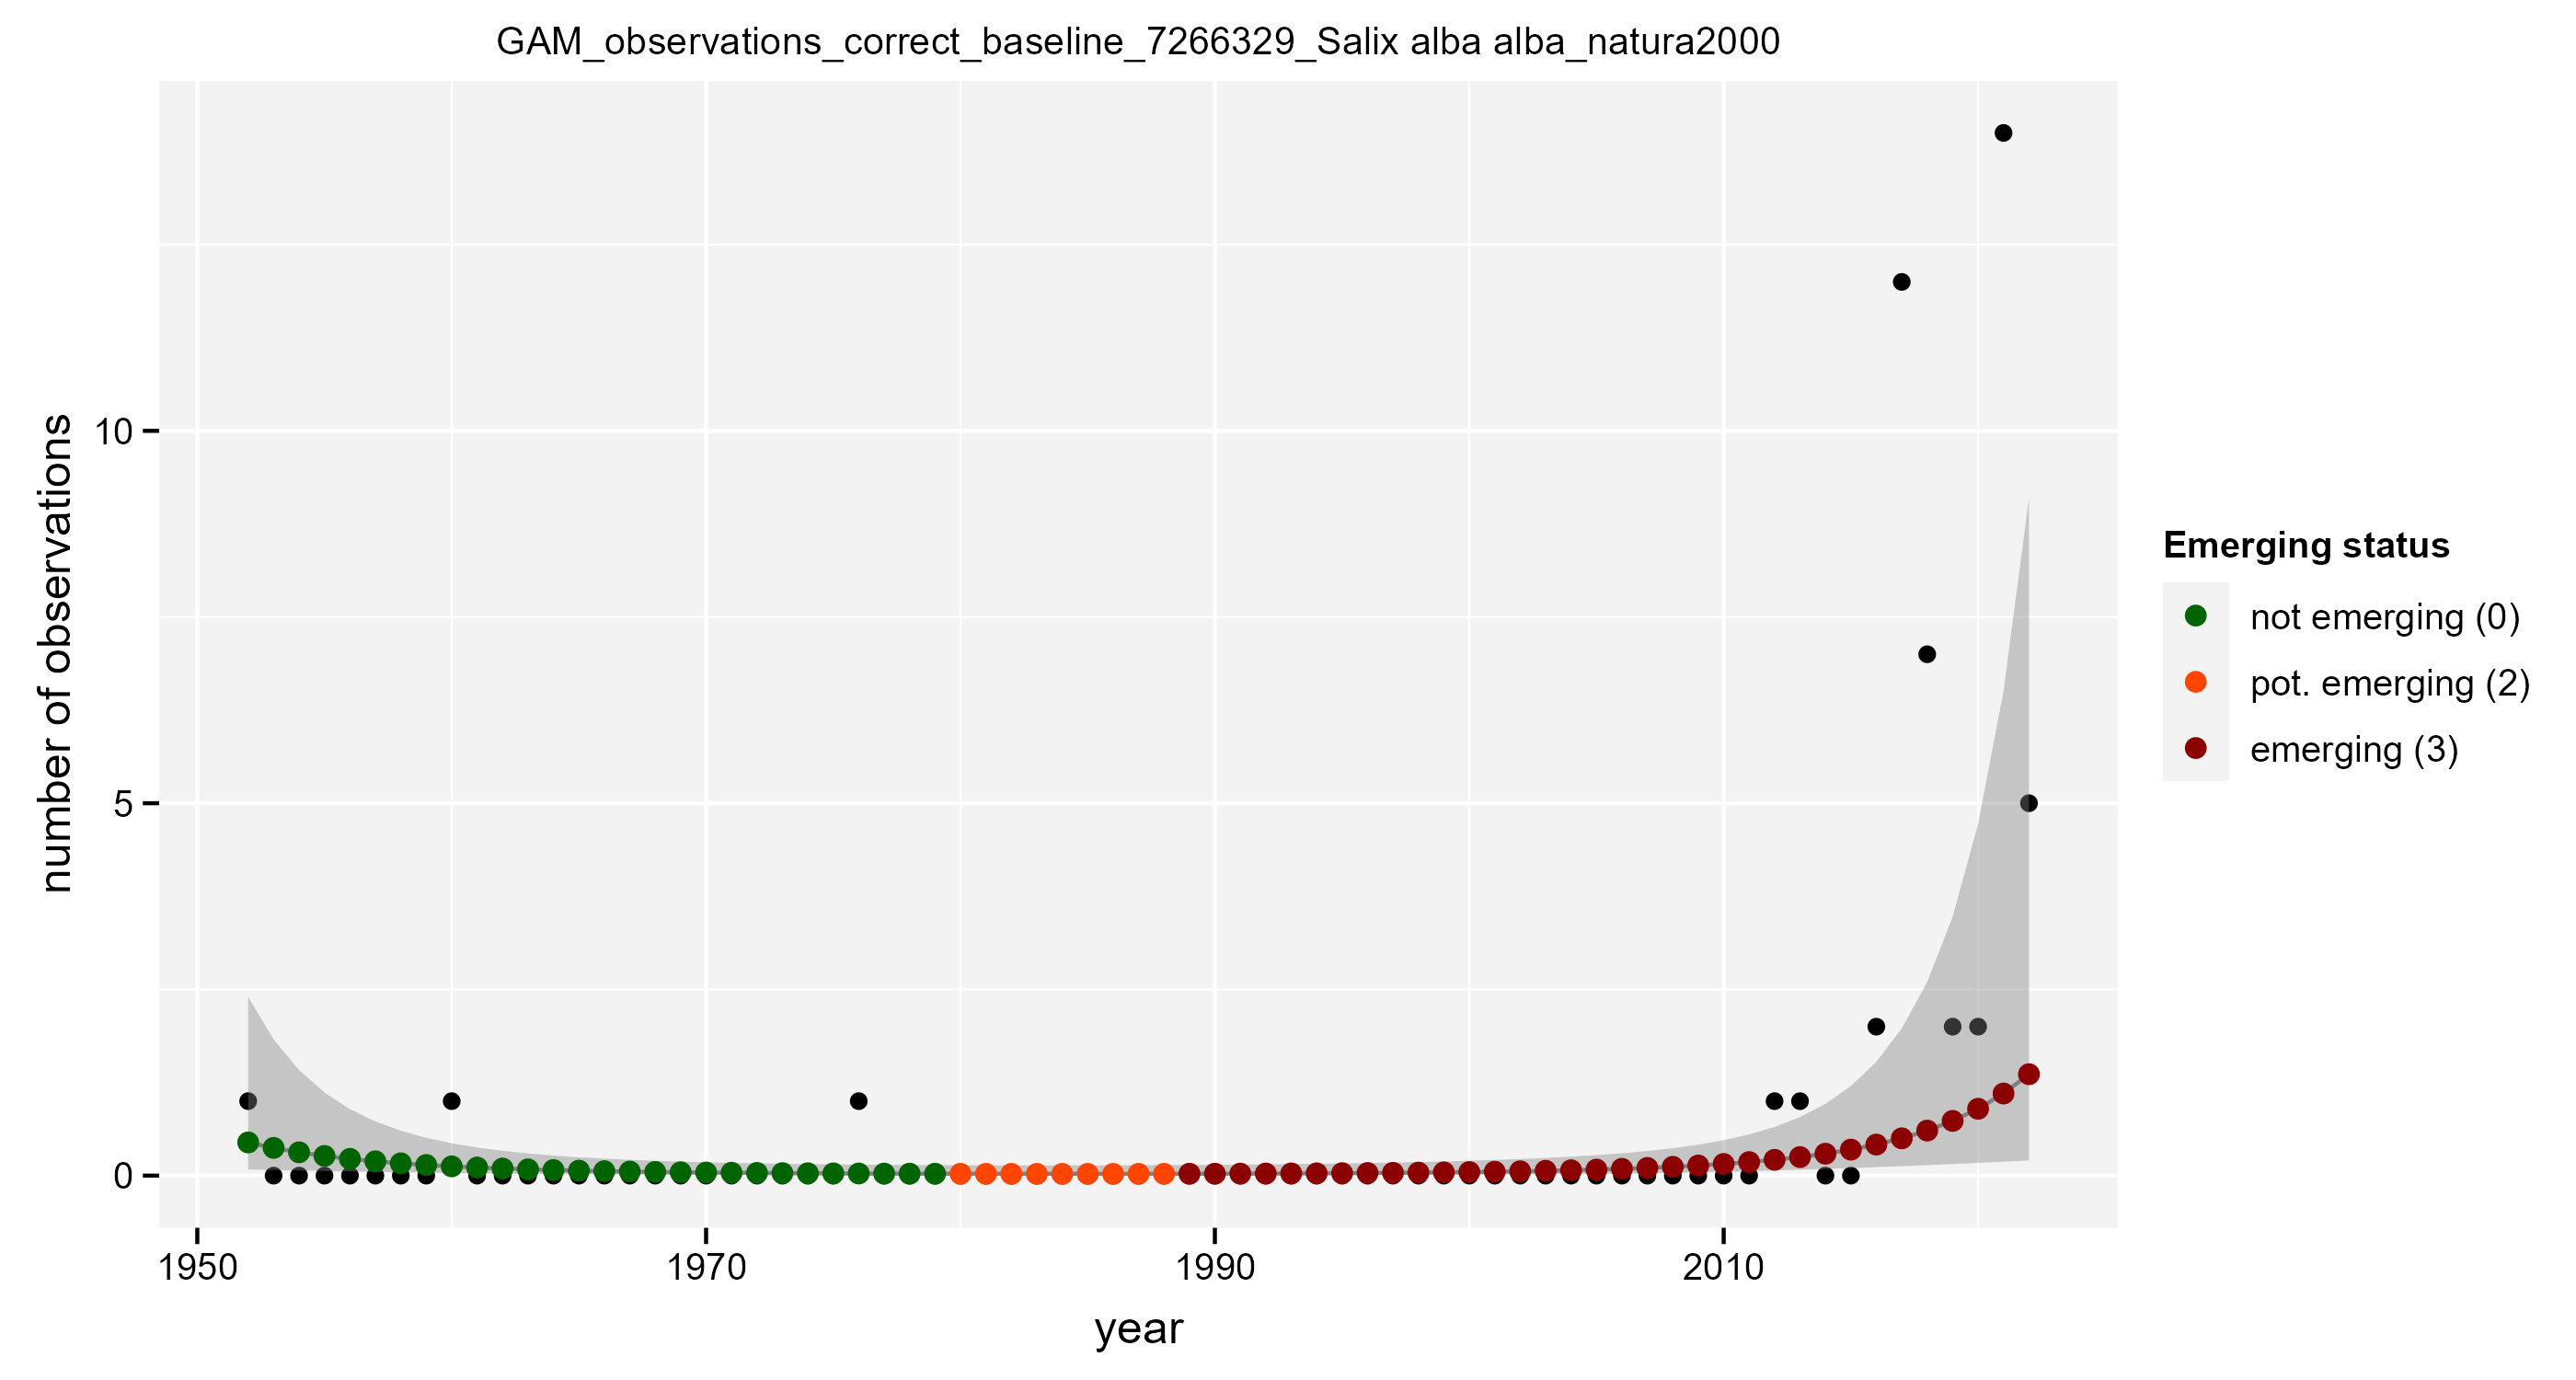 GAM_observations_correct_baseline_7266329_Salix alba alba_natura2000
number of observations
10
5
0
1950
1970
1990
2010
year
Emerging status
not emerging (0)
pot. emerging (2)
emerging (3)